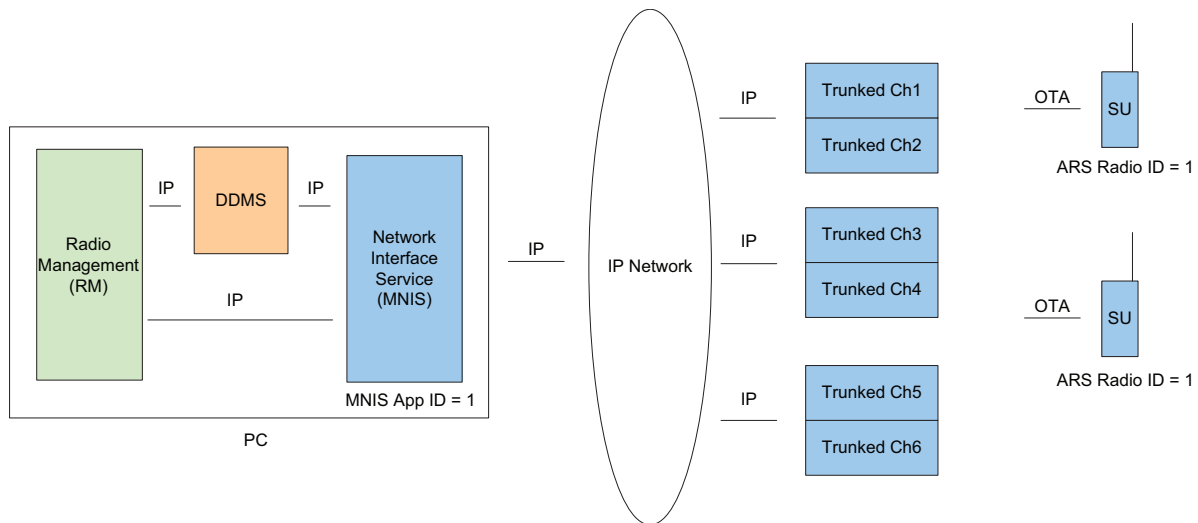 Radio
Management
(RM)
IP
DDMS
IP
IP
Network
Interface
Service
(MNIS)
MNIS App ID = 1
PC
IP
IP Network
IP
Trunked Ch1
Trunked Ch2
OTA
SU
ARS Radio ID = 1
IP
Trunked Ch3
Trunked Ch4
OTA
SU
ARS Radio ID = 1
IP
Trunked Ch5
Trunked Ch6